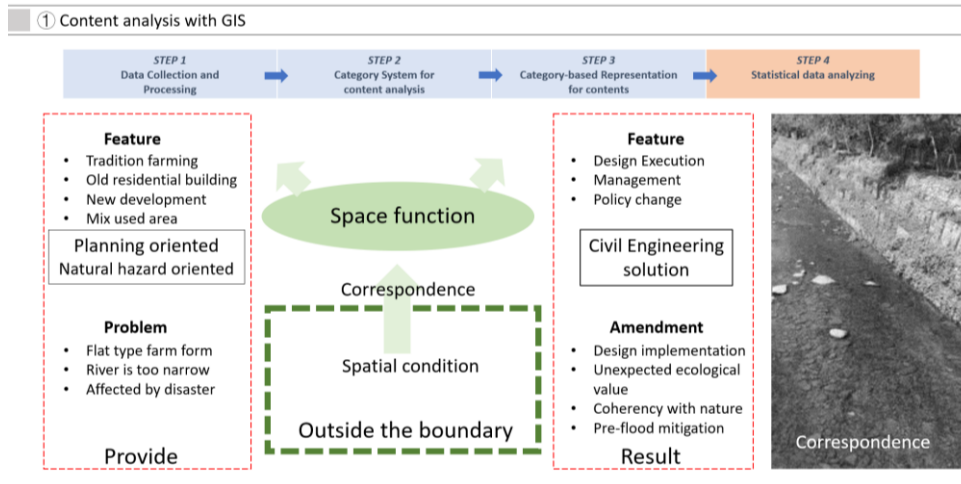 ① Content analysis with GIS
STEP 1
Data Collection and
Processing
STEP 2
Category System for
content analysis
STEP 3
Category-based Representation
for contents
STEP 4
Statistical data analyzing
Feature
• Tradition farming
• Old residential building
• New development
• Mix used area
Planning oriented
Natural hazard oriented
Problem
• Flat type farm form
• River is too narrow
• Affected by disaster
Provide
Space function
Correspondence
Spatial condition
Outside the boundary
Feature
• Design Execution
• Management
• Policy change
Civil Engineering
solution
Amendment
• Design implementation
• Unexpected ecological
value
• Coherency with nature
• Pre-flood mitigation
Result
Correspondence